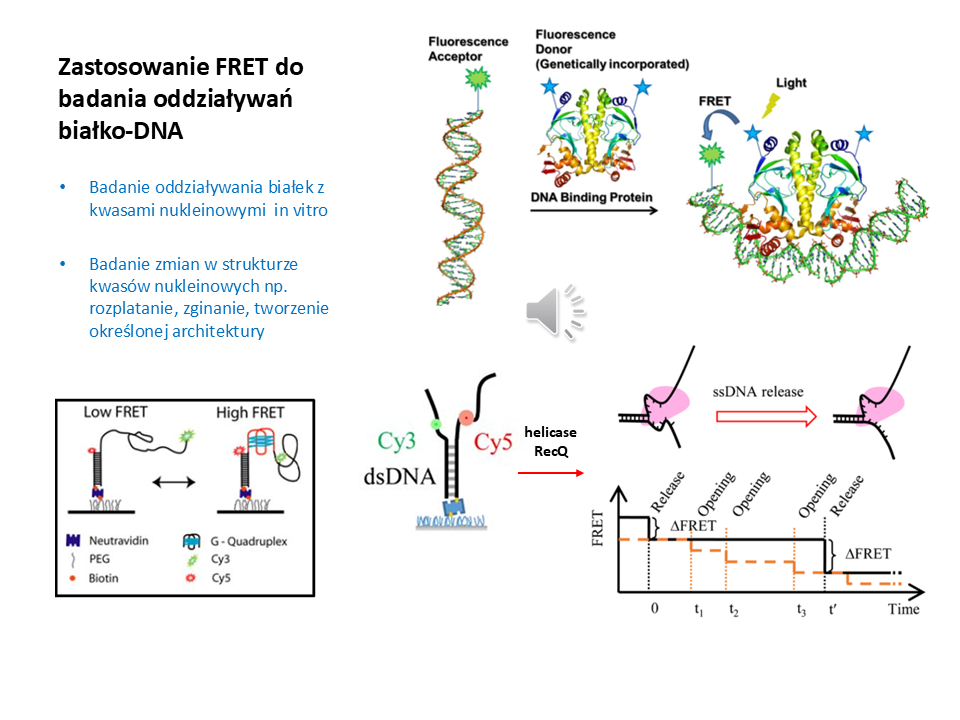 Zastosowanie FRET do
badania oddziaływań
białko-DNA
• Badanie oddziaływania białek z
kwasami nukleinowymi in vitro
• Badanie zmian w strukturze
kwasów nukleinowych np.
rozplatanie, zginanie, tworzenie
określonej architektury
Fluorescence
Acceptor
Fluorescence
Donor
(Genetically incorporated)
DNA Binding Protein
FRET
Light
Low FRET
High FRET
Neutravidin
PEG
Biotin
G - Quadruplex
Cy3
Cy5
Cy3
Cy5
dsDNA
helicase
RecQ
ssDNA release
FRET
Release
Opening
Opening
Opening
Release
ΔFRET
ΔFRET
0
t1
t2
t3
t′
Time